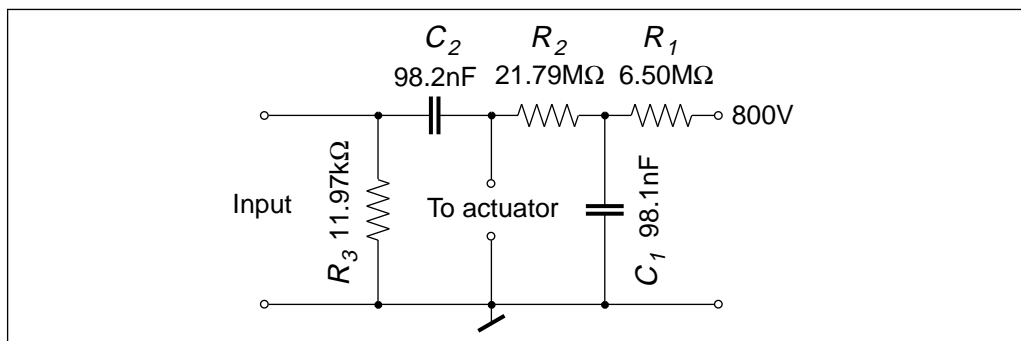 C2 R2 R1
98.2nF 21.79MΩ 6.50MΩ
800V
Input
R3 11.97kΩ
To actuator
C1 98.1nF